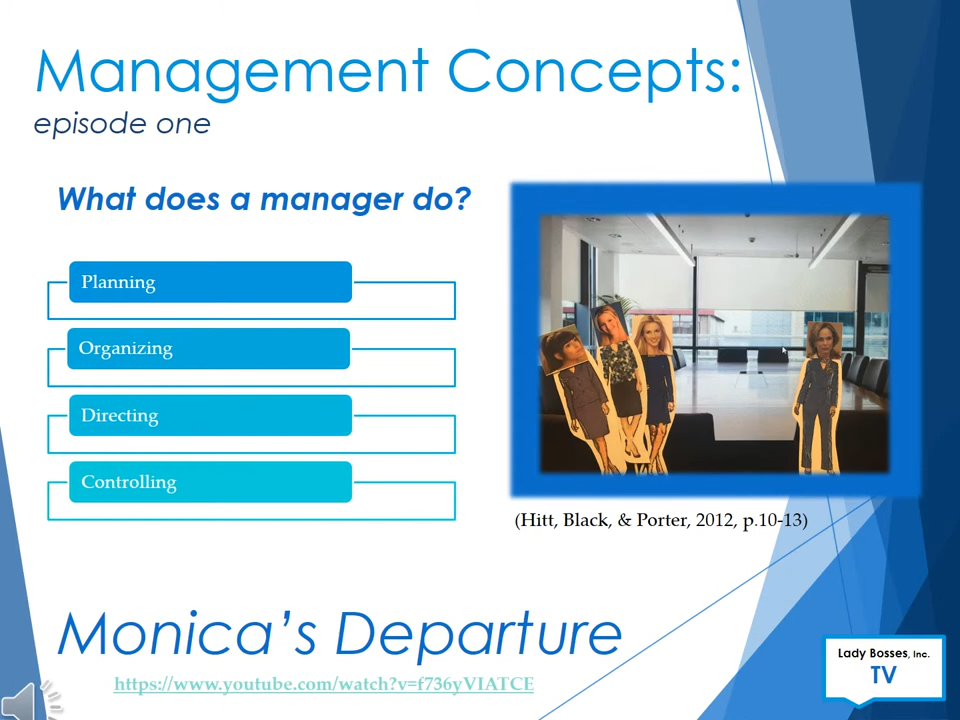 Management Concepts:
episode one
What does a manager do?
Planning
Organizing
Directing
Controlling
(Hitt, Black, & Porter, 2012, p.10-13)
Monica’s Departure
https://www.youtube.com/watch?v=f736yVIATCE
Lady Bosses, Inc.
TV